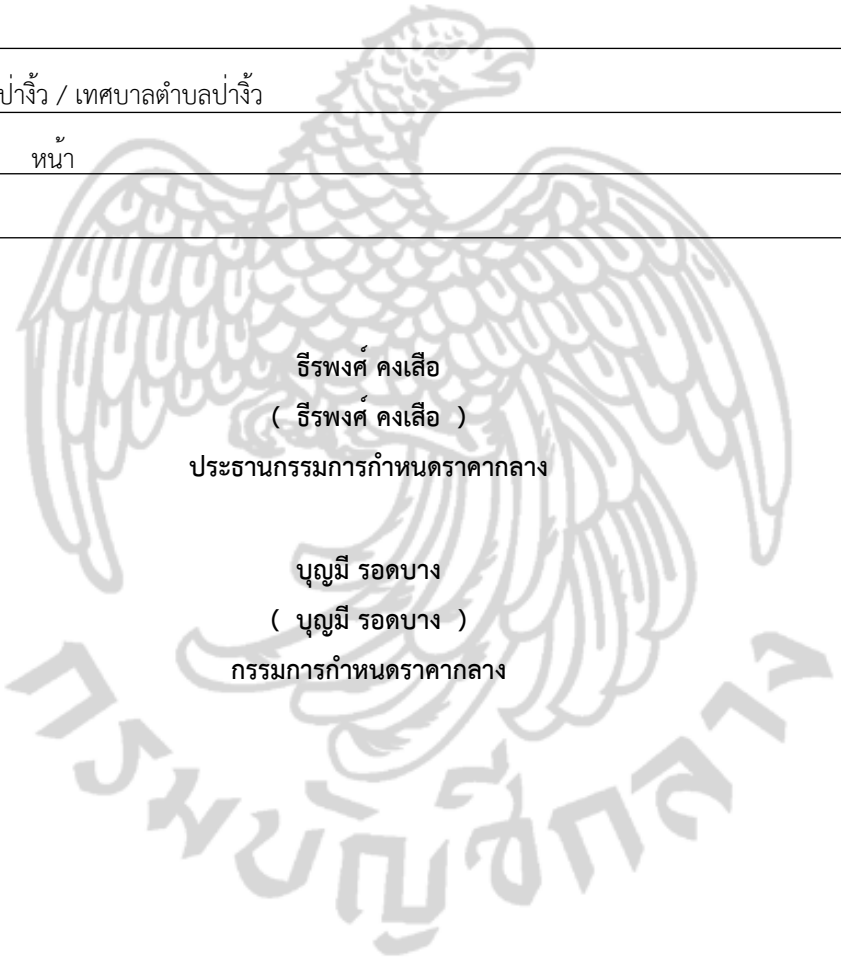 ป่างิ้ว / เทศบาลตำบลป่างิ้ว
หน้า
ธีรพงศ์ คงเสือ
( ธีรพงศ์ คงเสือ )
ประธานกรรมการกำหนดราคากลาง
บุญมี รอดบาง
( บุญมี รอดบาง )
กรรมการกำหนดราคากลาง
กรมบัญชีกลาง